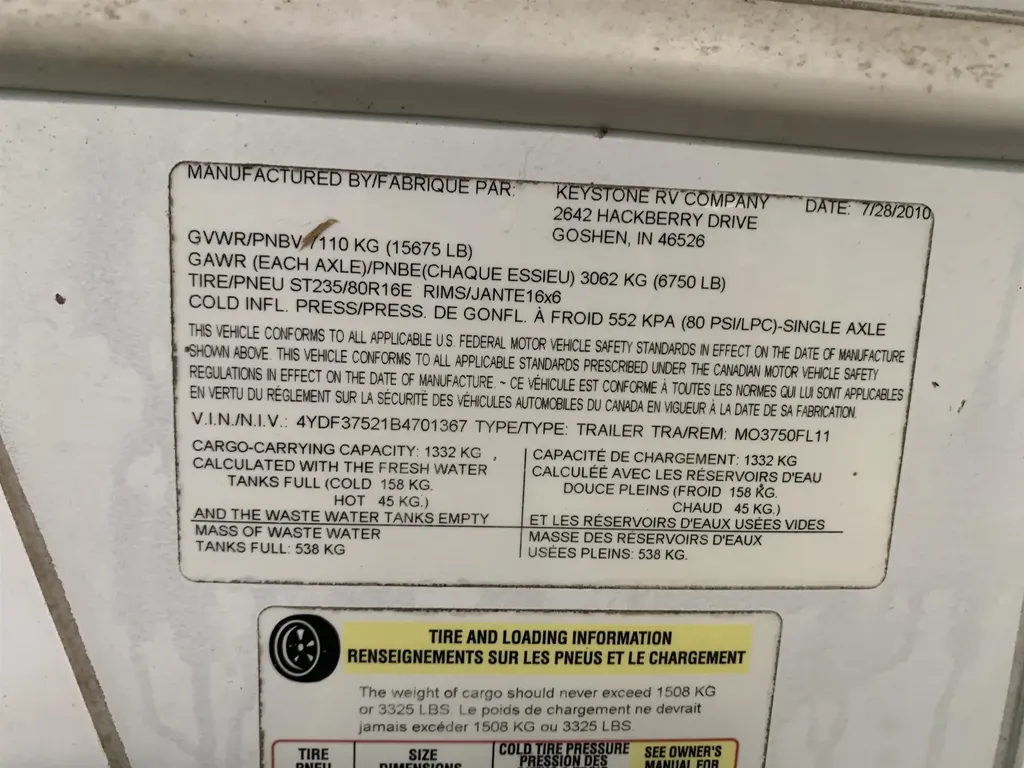 MANUFACTURED BY/FABRIQUE PAR: KEYSTONE RV COMPANY DATE: 7/28/2010
2642 HACKBERRY DRIVE
GOSHEN, IN 46526
GVWR/PNBV 7110 KG (15675 LB)
GAWR (EACH AXLE)/PNBE(CHAQUE ESSIEU) 3062 KG (6750 LB)
TIRE/PNEU ST235/80R16E RIMS/JANTE16x6
COLD INFL. PRESS/PRESS. DE GONFL. À FROID 552 KPA (80 PSI/LPC)-SINGLE AXLE
THIS VEHICLE CONFORMS TO ALL APPLICABLE U.S. FEDERAL MOTOR VEHICLE SAFETY STANDARDS IN EFFECT ON THE DATE OF MANUFACTURE
SHOWN ABOVE. THIS VEHICLE CONFORMS TO ALL APPLICABLE STANDARDS PRESCRIBED UNDER THE CANADIAN MOTOR VEHICLE SAFETY
REGULATIONS IN EFFECT ON THE DATE OF MANUFACTURE. ~ CE VÉHICULE EST CONFORME À TOUTES LES NORMES QUI LUI SONT APPLICABLES
EN VERTU DU RÉGLEMENT SUR LA SÉCURITÉ DES VÉHICULES AUTOMOBILES DU CANADA EN VIGUEUR À LA DATE DE SA FABRICATION.
V.I.N./N.I.V.: 4YDF37521B4701367 TYPE/TYPE: TRAILER TRA/REM: MO3750FL11
CARGO-CARRYING CAPACITY: 1332 KG
CALCULATED WITH THE FRESH WATER
TANKS FULL (COLD 158 KG.
HOT 45 KG.)
AND THE WASTE WATER TANKS EMPTY
MASS OF WASTE WATER
TANKS FULL: 538 KG
CAPACITÉ DE CHARGEMENT: 1332 KG
CALCULÉE AVEC LES RÉSERVOIRS D'EAU
DOUCE PLEINS (FROID 158 KG.
CHAUD 45 KG.)
ET LES RÉSERVOIRS D'EAUX USÉES VIDES
MASSE DES RÉSERVOIRS D'EAUX
USÉES PLEINS: 538 KG.
TIRE AND LOADING INFORMATION
RENSEIGNEMENTS SUR LES PNEUS ET LE CHARGEMENT
The weight of cargo should never exceed 1508 KG
or 3325 LBS. Le poids de chargement ne devrait
jamais excéder 1508 KG ou 3325 LBS.
TIRE SIZE COLD TIRE PRESSURE SEE OWNER'S
PNEU DIMENSIONS PRESSION DES MANUAL FOR